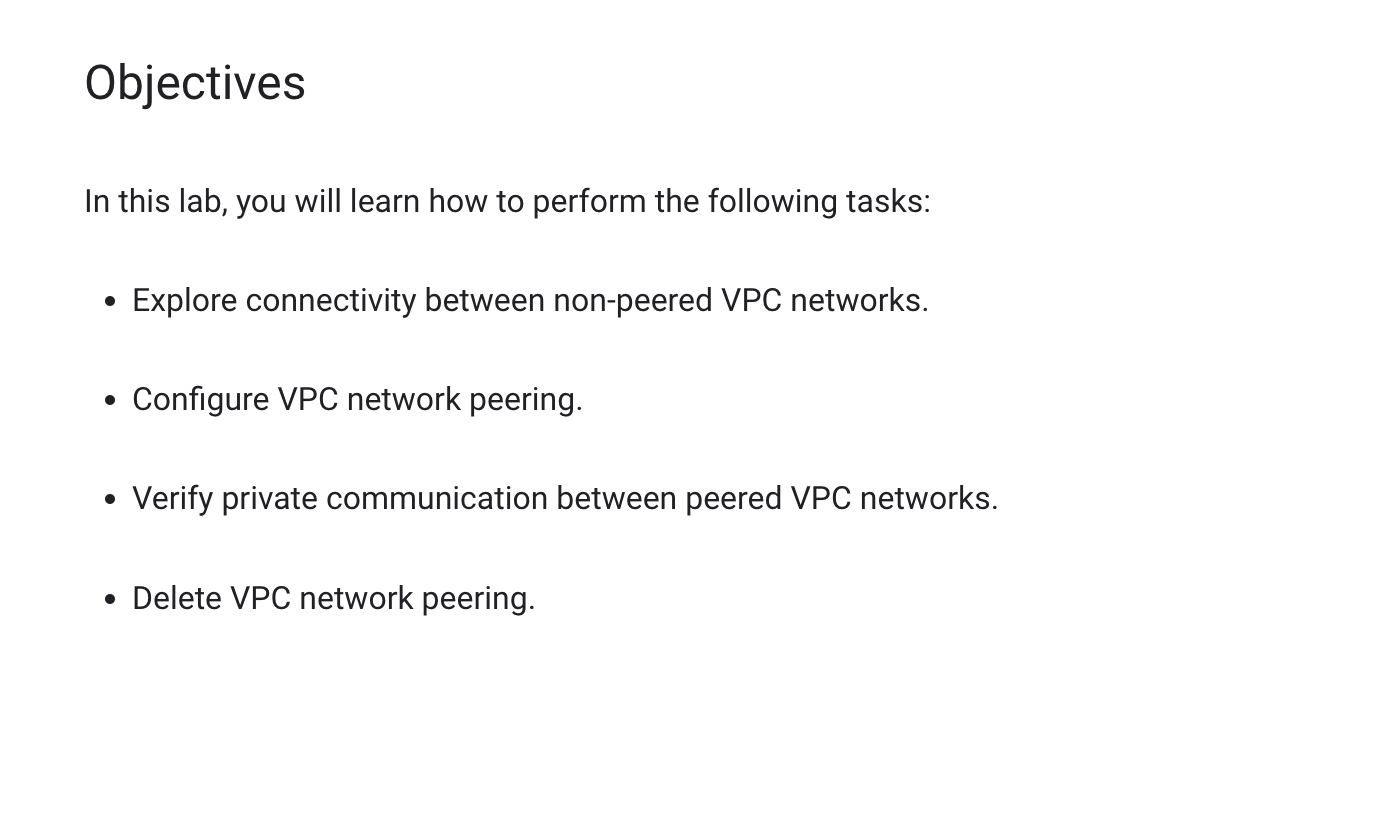 Objectives
In this lab, you will learn how to perform the following tasks:
• Explore connectivity between non-peered VPC networks.
• Configure VPC network peering.
• Verify private communication between peered VPC networks.
• Delete VPC network peering.